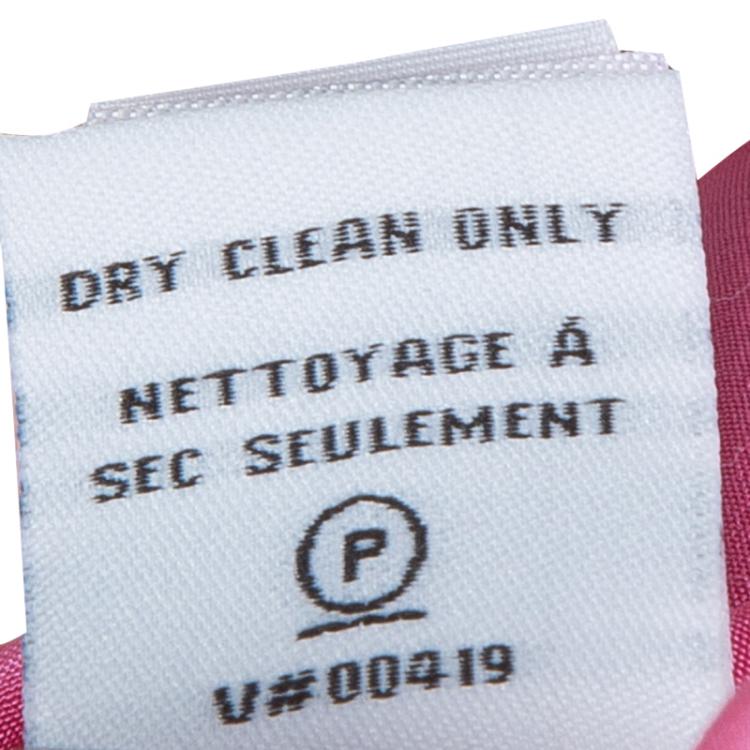 DRY CLEAN ONLY
NETTOYAGE À
SEC SEULEMENT
P
V#00419